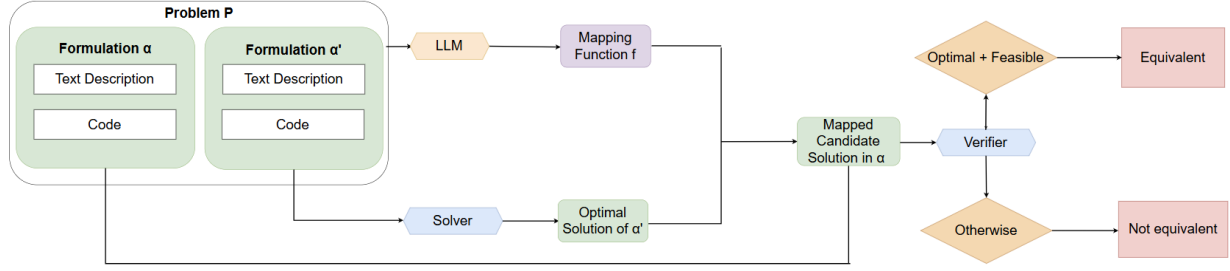 Problem P
Formulation α
Text Description
Code
Formulation α'
Text Description
Code
LLM
Mapping
Function f
Solver
Optimal
Solution of α'
Mapped
Candidate
Solution in α
Verifier
Optimal + Feasible
Equivalent
Otherwise
Not equivalent